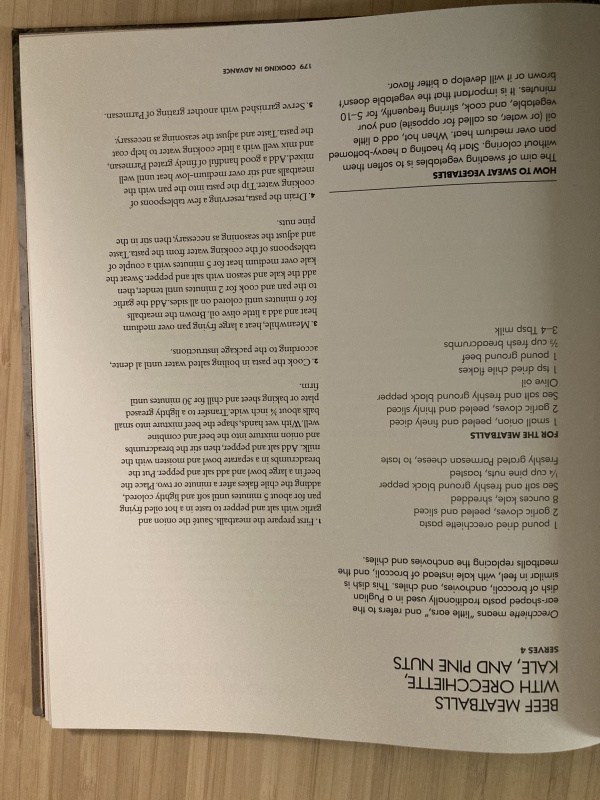 BEEF MEATBALLS
WITH ORECCHIETTE,
KALE, AND PINE NUTS
SERVES 4
Orecchiette means "little ears," and refers to the
ear-shaped pasta traditionally used in a Puglian
dish of broccoli, anchovies, and chiles. This dish is
similar in feel, with kale instead of broccoli, and the
meatballs replacing the anchovies and chiles.
1 pound dried orecchiette pasta
2 garlic cloves, peeled and sliced
8 ounces kale, shredded
Sea salt and freshly ground black pepper
¼ cup pine nuts, toasted
Freshly grated Parmesan cheese, to taste
FOR THE MEATBALLS
1 small onion, peeled and finely diced
2 garlic cloves, peeled and thinly sliced
Sea salt and freshly ground black pepper
Olive oil
1 tsp dried chile flakes
1 pound ground beef
½ cup fresh breadcrumbs
3–4 Tbsp milk
HOW TO SWEAT VEGETABLES
The aim of sweating vegetables is to soften them
without coloring. Start by heating a heavy-bottomed
pan over medium heat. When hot, add a little
oil (or water, as called for opposite) and your
vegetable, and cook, stirring frequently, for 5–10
minutes. It is important that the vegetable doesn't
brown or it will develop a bitter flavor.
1. First prepare the meatballs. Sauté the onion and
garlic with salt and pepper to taste in a hot oiled frying
pan for about 5 minutes until soft and lightly colored,
adding the chile flakes after a minute or two. Place the
beef in a large bowl and add salt and pepper. Put the
breadcrumbs in a separate bowl and moisten with the
milk. Add salt and pepper, then stir the breadcrumbs
and onion mixture into the beef and combine
well. With wet hands, shape the beef mixture into small
balls about ¾ inch wide. Transfer to a lightly greased
plate or baking sheet and chill for 30 minutes until
firm.
2. Cook the pasta in boiling salted water until al dente,
according to the package instructions.
3. Meanwhile, heat a large frying pan over medium
heat and add a little olive oil. Brown the meatballs
for 6 minutes until colored on all sides. Add the garlic
to the pan and cook for 2 minutes until tender, then
add the kale and season with salt and pepper. Sweat the
kale over medium heat for 5 minutes with a couple of
tablespoons of the cooking water from the pasta. Taste
and adjust the seasoning as necessary, then stir in the
pine nuts.
4. Drain the pasta, reserving a few tablespoons of
cooking water. Tip the pasta into the pan with the
meatballs and stir over medium-low heat until well
mixed. Add a good handful of finely grated Parmesan,
and mix well with a little cooking water to help coat
the pasta. Taste and adjust the seasoning as necessary.
5. Serve garnished with another grating of Parmesan.
179 COOKING IN ADVANCE